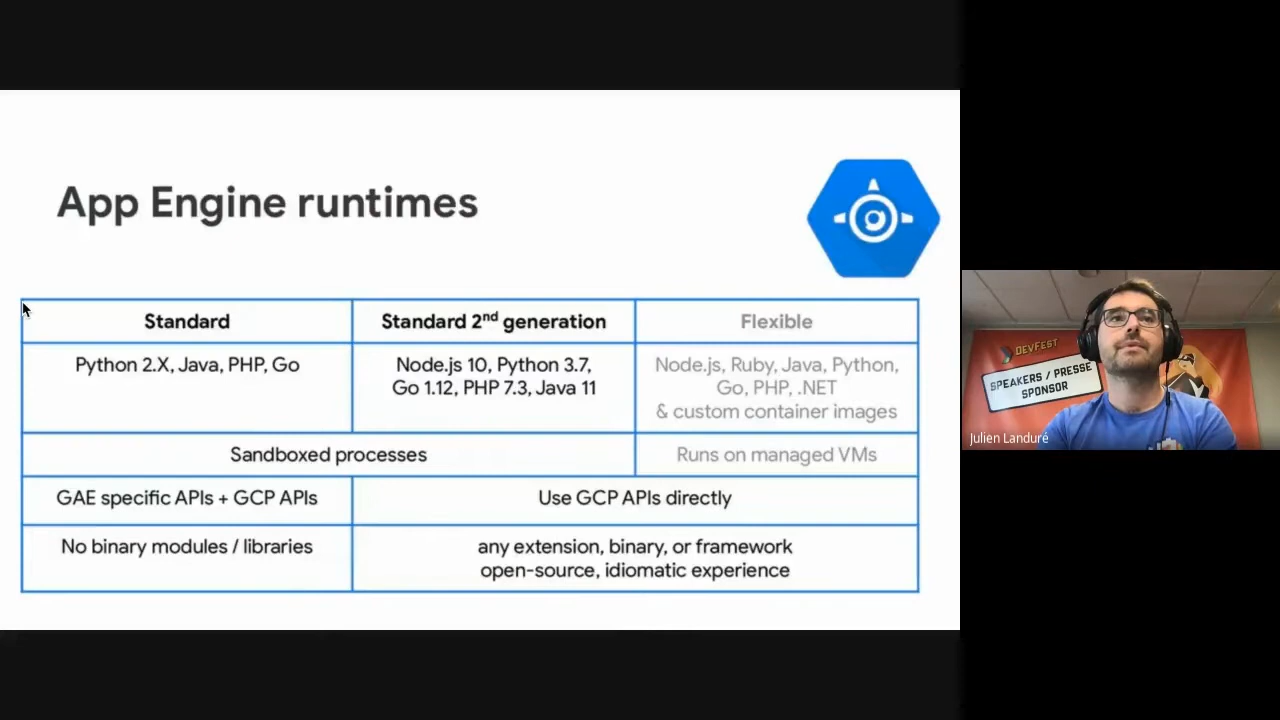 App Engine runtimes
Standard
Standard 2nd generation
Flexible
Python 2.X, Java, PHP, Go
Node.js 10, Python 3.7,
Go 1.12, PHP 7.3, Java 11
Node.js, Ruby, Java, Python,
Go, PHP, .NET
& custom container images
Sandboxed processes
Runs on managed VMs
GAE specific APIs + GCP APIs
Use GCP APIs directly
No binary modules / libraries
any extension, binary, or framework
open-source, idiomatic experience
DEVFEST
SPEAKERS / PRESSE
SPONSOR
Julien Landuré